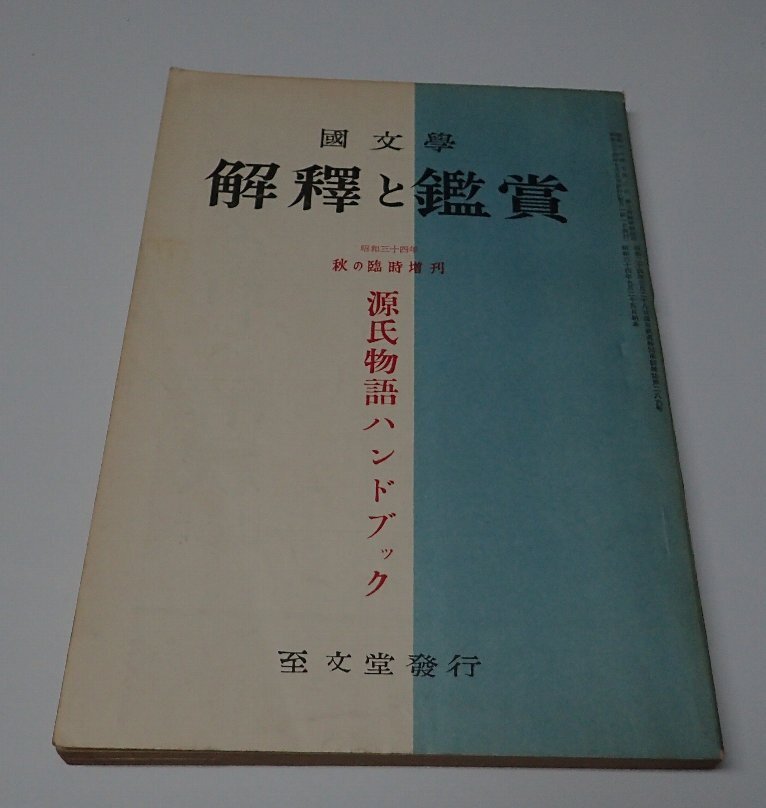 國文學
解釋と鑑賞
昭和三十四年
秋の臨時増刊
源氏物語ハンドブック
至文堂發行